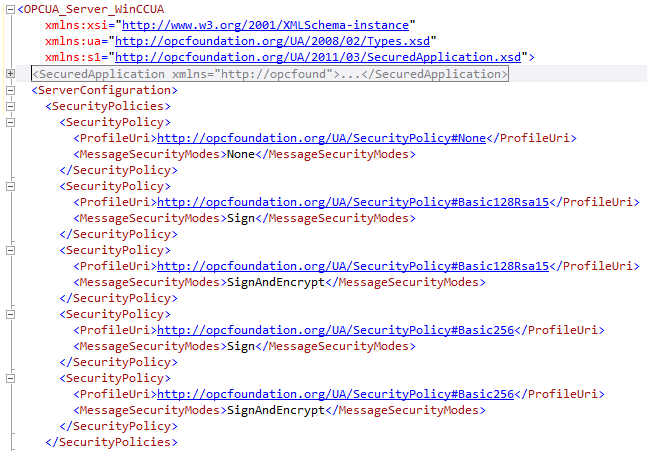 <OPCUA_Server_WinCCUA
xmlns:xsi="http://www.w3.org/2001/XMLSchema-instance"
xmlns:ua="http://opcfoundation.org/UA/2008/02/Types.xsd"
xmlns:s1="http://opcfoundation.org/UA/2011/03/SecuredApplication.xsd">
<SecuredApplication xmlns="http://opcfound">...</SecuredApplication>
<ServerConfiguration>
<SecurityPolicies>
<SecurityPolicy>
<ProfileUri>http://opcfoundation.org/UA/SecurityPolicy#None</ProfileUri>
<MessageSecurityModes>None</MessageSecurityModes>
</SecurityPolicy>
<SecurityPolicy>
<ProfileUri>http://opcfoundation.org/UA/SecurityPolicy#Basic128Rsa15</ProfileUri>
<MessageSecurityModes>Sign</MessageSecurityModes>
</SecurityPolicy>
<SecurityPolicy>
<ProfileUri>http://opcfoundation.org/UA/SecurityPolicy#Basic128Rsa15</ProfileUri>
<MessageSecurityModes>SignAndEncrypt</MessageSecurityModes>
</SecurityPolicy>
<SecurityPolicy>
<ProfileUri>http://opcfoundation.org/UA/SecurityPolicy#Basic256</ProfileUri>
<MessageSecurityModes>Sign</MessageSecurityModes>
</SecurityPolicy>
<SecurityPolicy>
<ProfileUri>http://opcfoundation.org/UA/SecurityPolicy#Basic256</ProfileUri>
<MessageSecurityModes>SignAndEncrypt</MessageSecurityModes>
</SecurityPolicy>
</SecurityPolicies>